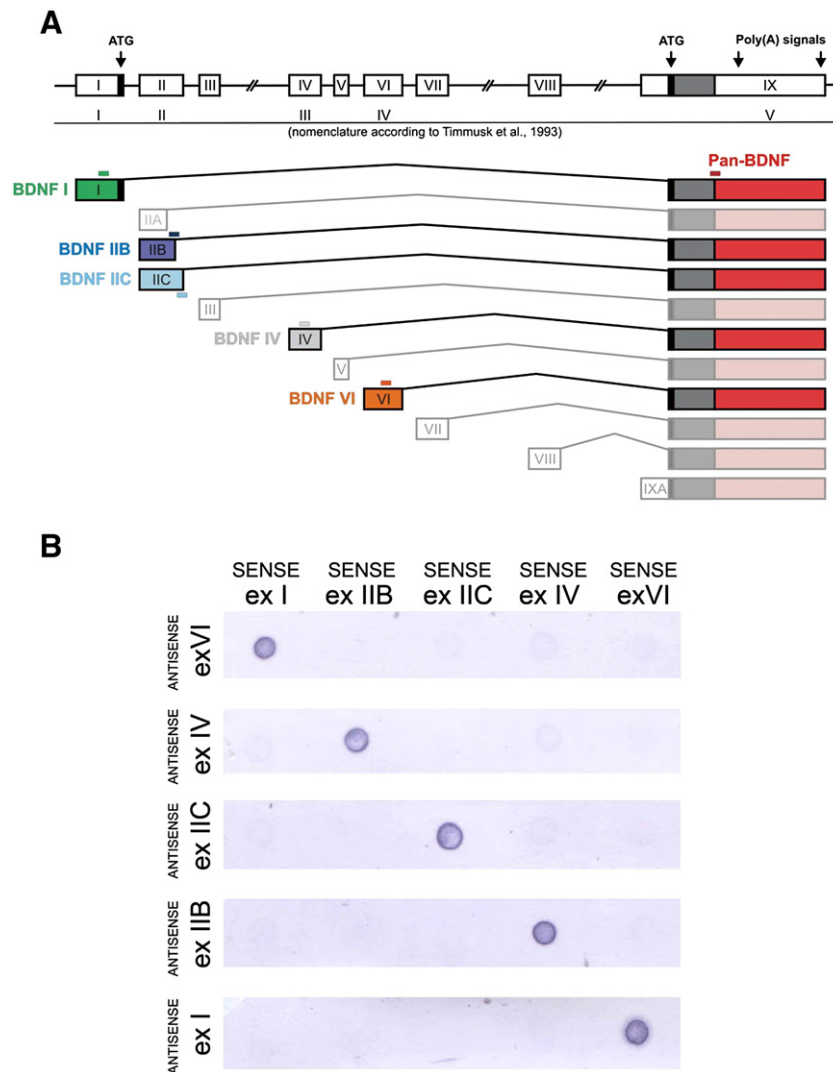 A
ATG
ATG
Poly(A) signals
I II III IV V VI VII VIII IX
I II III IV V
(nomenclature according to Timmusk et al., 1993)
Pan-BDNF
BDNF I
I
IIA
BDNF IIB
IIB
BDNF IIC
IIC
III
BDNF IV
IV
V
BDNF VI
VI
VII
VIII
IXA
B
SENSE SENSE SENSE SENSE SENSE
ex I ex IIB ex IIC ex IV exVI
ANTISENSE
exVI
ANTISENSE
ex IV
ANTISENSE
ex IIC
ANTISENSE
ex IIB
ANTISENSE
ex I